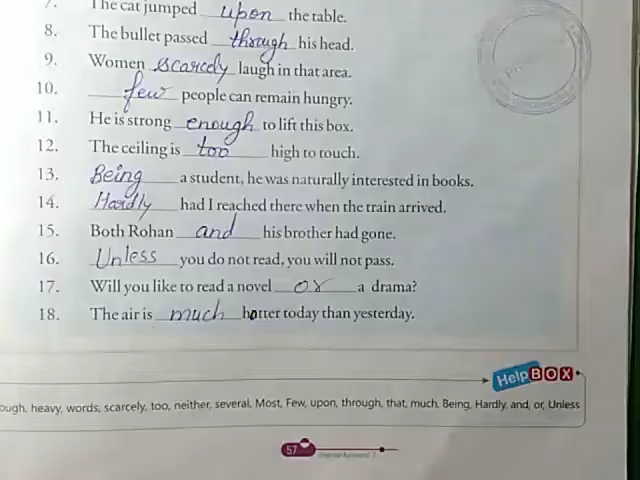 7. The cat jumped upon the table.
8. The bullet passed through his head.
9. Women scarcely laugh in that area.
10. few people can remain hungry.
11. He is strong enough to lift this box.
12. The ceiling is too high to touch.
13. Being a student, he was naturally interested in books.
14. Hardly had I reached there when the train arrived.
15. Both Rohan and his brother had gone.
16. Unless you do not read, you will not pass.
17. Will you like to read a novel or a drama?
18. The air is much hotter today than yesterday.
Help BOX
ough, heavy, words, scarcely, too, neither, several, Most, Few, upon, through, that, much, Being, Hardly, and, or, Unless
57